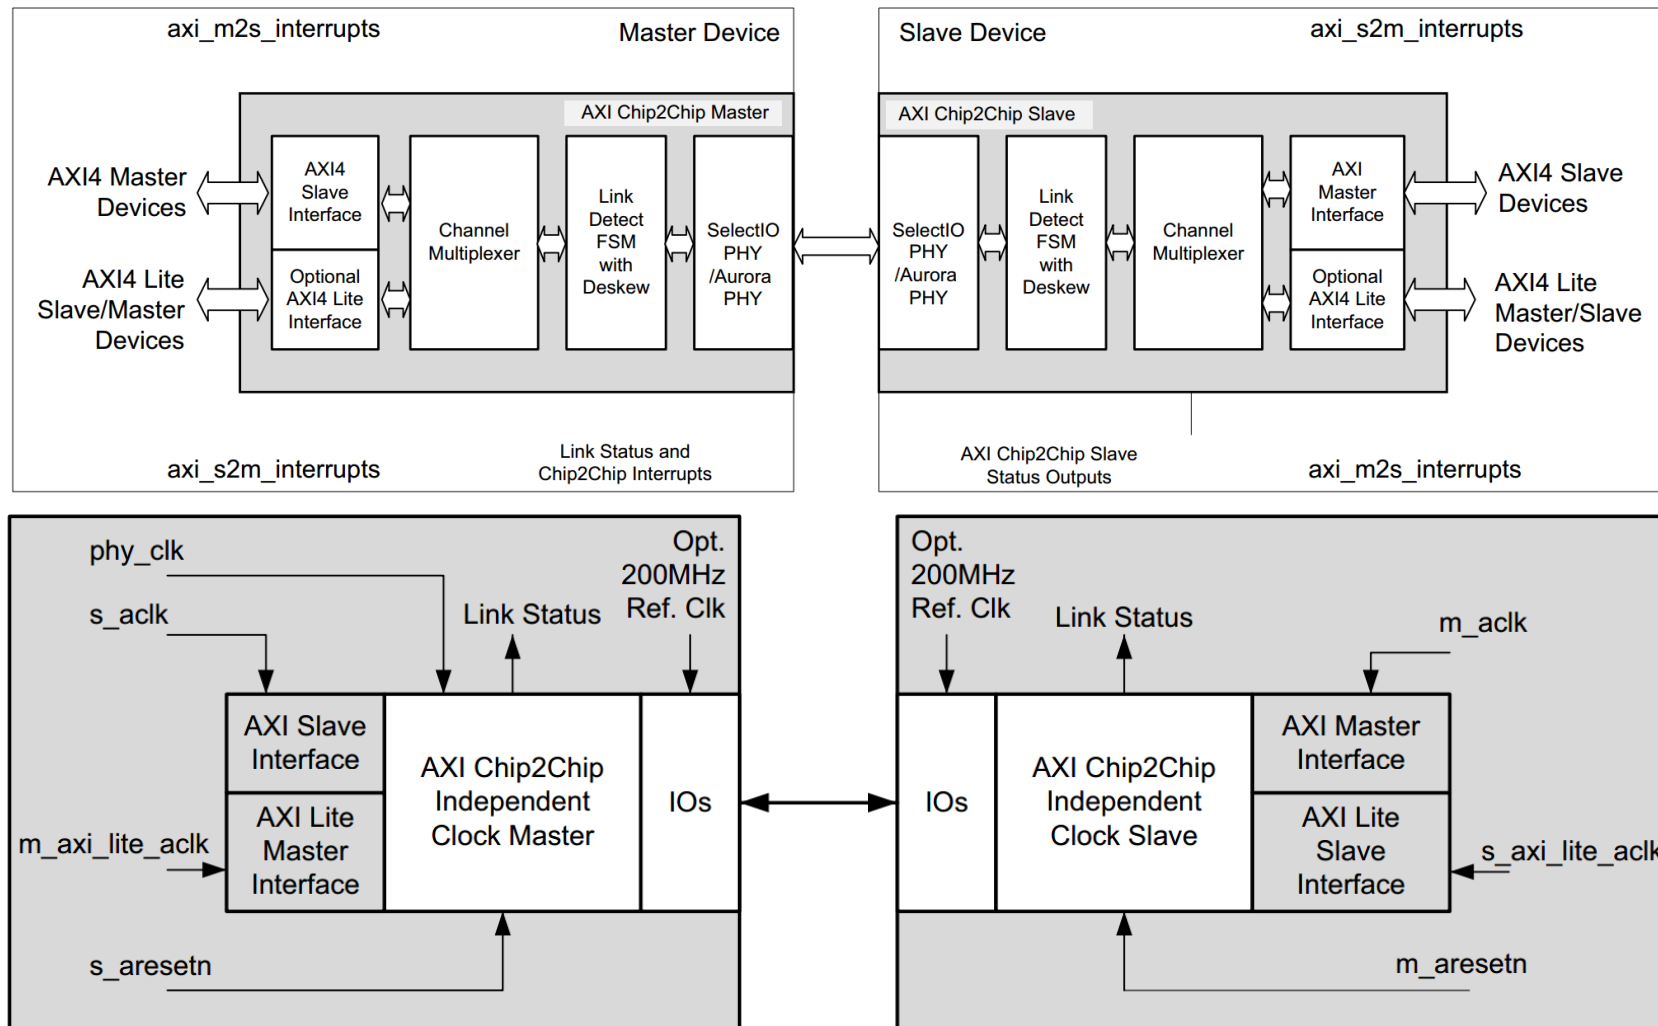 axi_m2s_interrupts
Master Device
AXI Chip2Chip Master
AXI4 Master
Devices
AXI4
Slave
Interface
AXI4 Lite
Slave/Master
Devices
Optional
AXI4 Lite
Interface
Channel
Multiplexer
Link
Detect
FSM
with
Deskew
SelectIO
PHY
/Aurora
PHY
axi_s2m_interrupts
Link Status and
Chip2Chip Interrupts
Slave Device
axi_s2m_interrupts
AXI Chip2Chip Slave
SelectIO
PHY
/Aurora
PHY
Link
Detect
FSM
with
Deskew
Channel
Multiplexer
AXI
Master
Interface
Optional
AXI4 Lite
Interface
AXI4 Slave
Devices
AXI4 Lite
Master/Slave
Devices
AXI Chip2Chip Slave
Status Outputs
axi_m2s_interrupts
phy_clk
s_aclk
Link Status
Opt.
200MHz
Ref. Clk
AXI Slave
Interface
m_axi_lite_aclk
AXI Lite
Master
Interface
AXI Chip2Chip
Independent
Clock Master
IOs
s_aresetn
Opt.
200MHz
Ref. Clk
Link Status
m_aclk
IOs
AXI Chip2Chip
Independent
Clock Slave
AXI Master
Interface
AXI Lite
Slave
Interface
s_axi_lite_aclk
m_aresetn